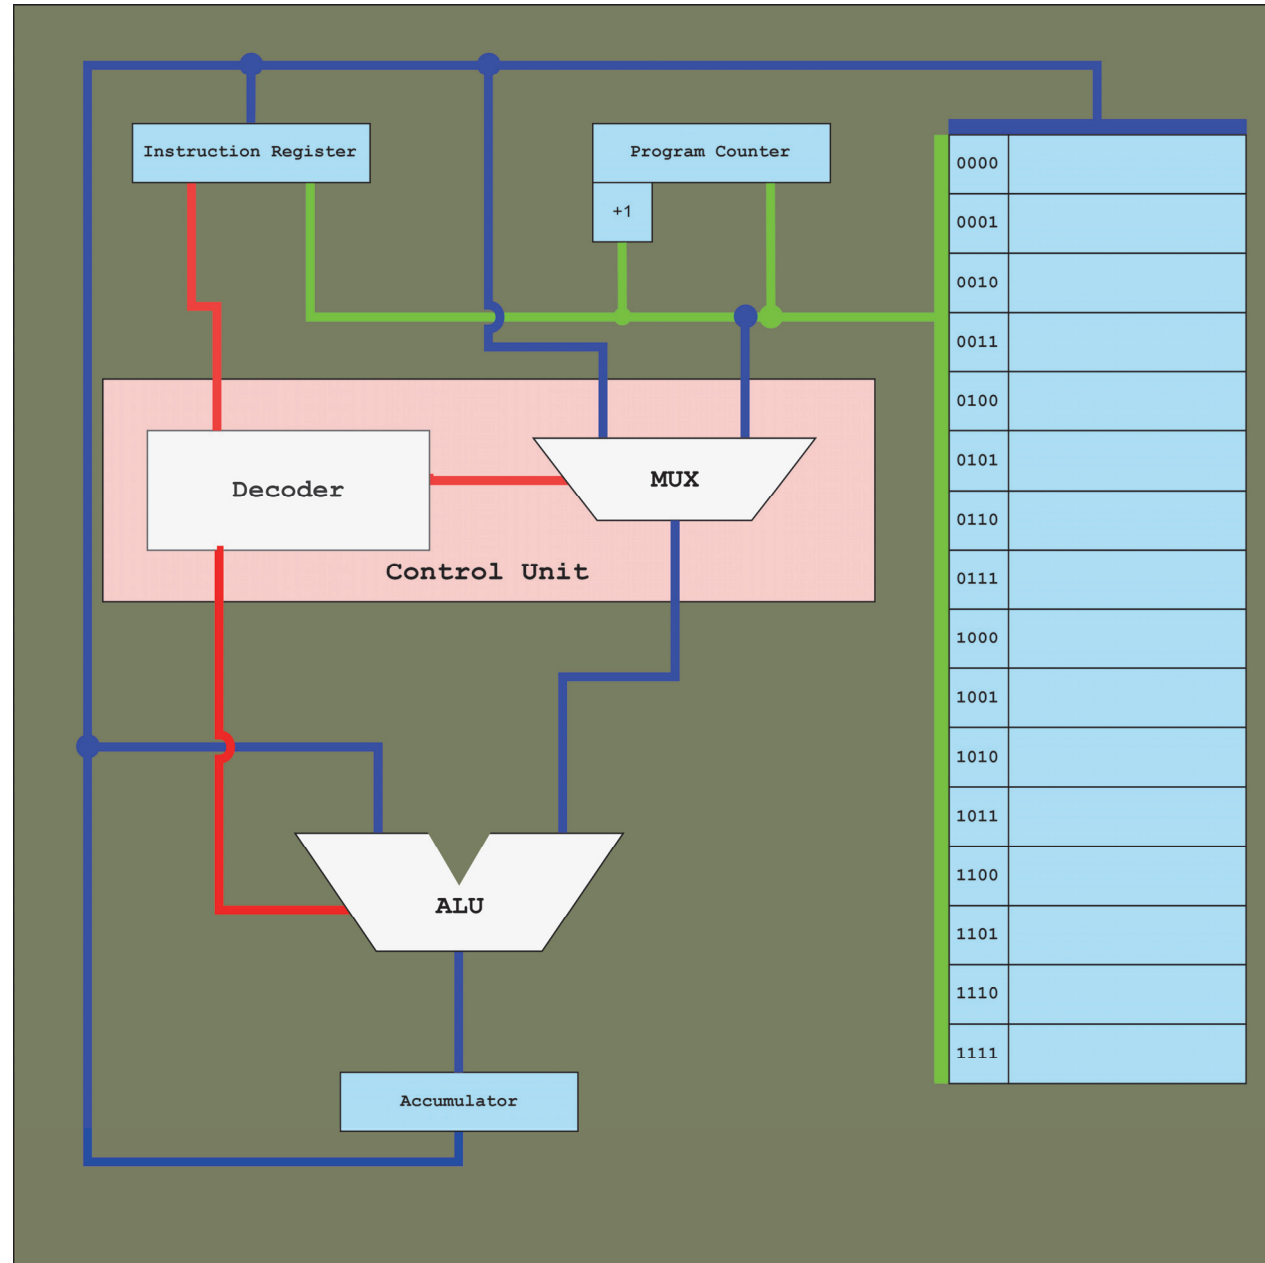 Instruction Register
Program Counter
+1
Decoder
MUX
Control Unit
ALU
Accumulator
0000
0001
0010
0011
0100
0101
0110
0111
1000
1001
1010
1011
1100
1101
1110
1111